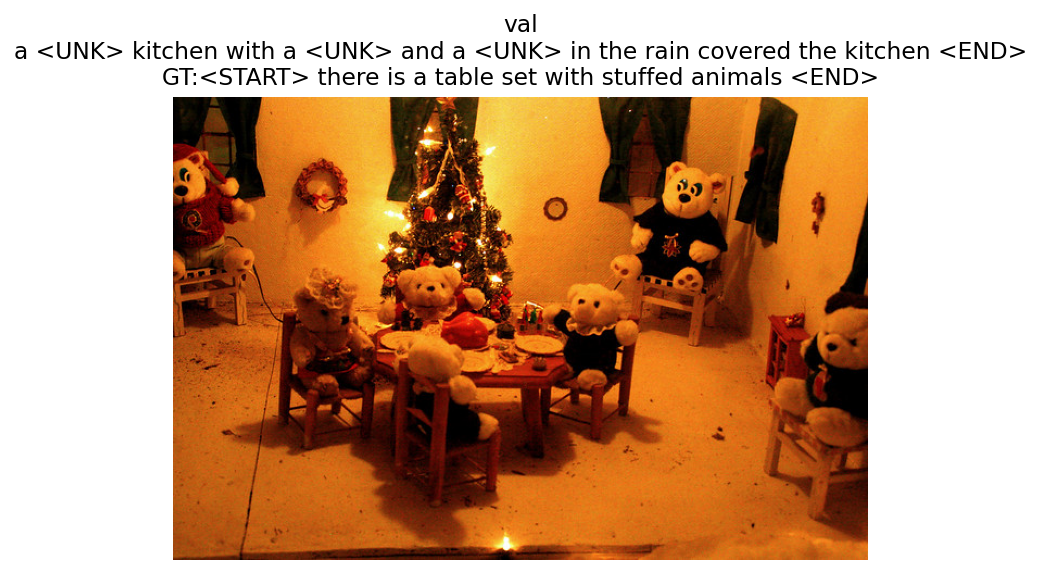 val
a <UNK> kitchen with a <UNK> and a <UNK> in the rain covered the kitchen <END>
GT:<START> there is a table set with stuffed animals <END>